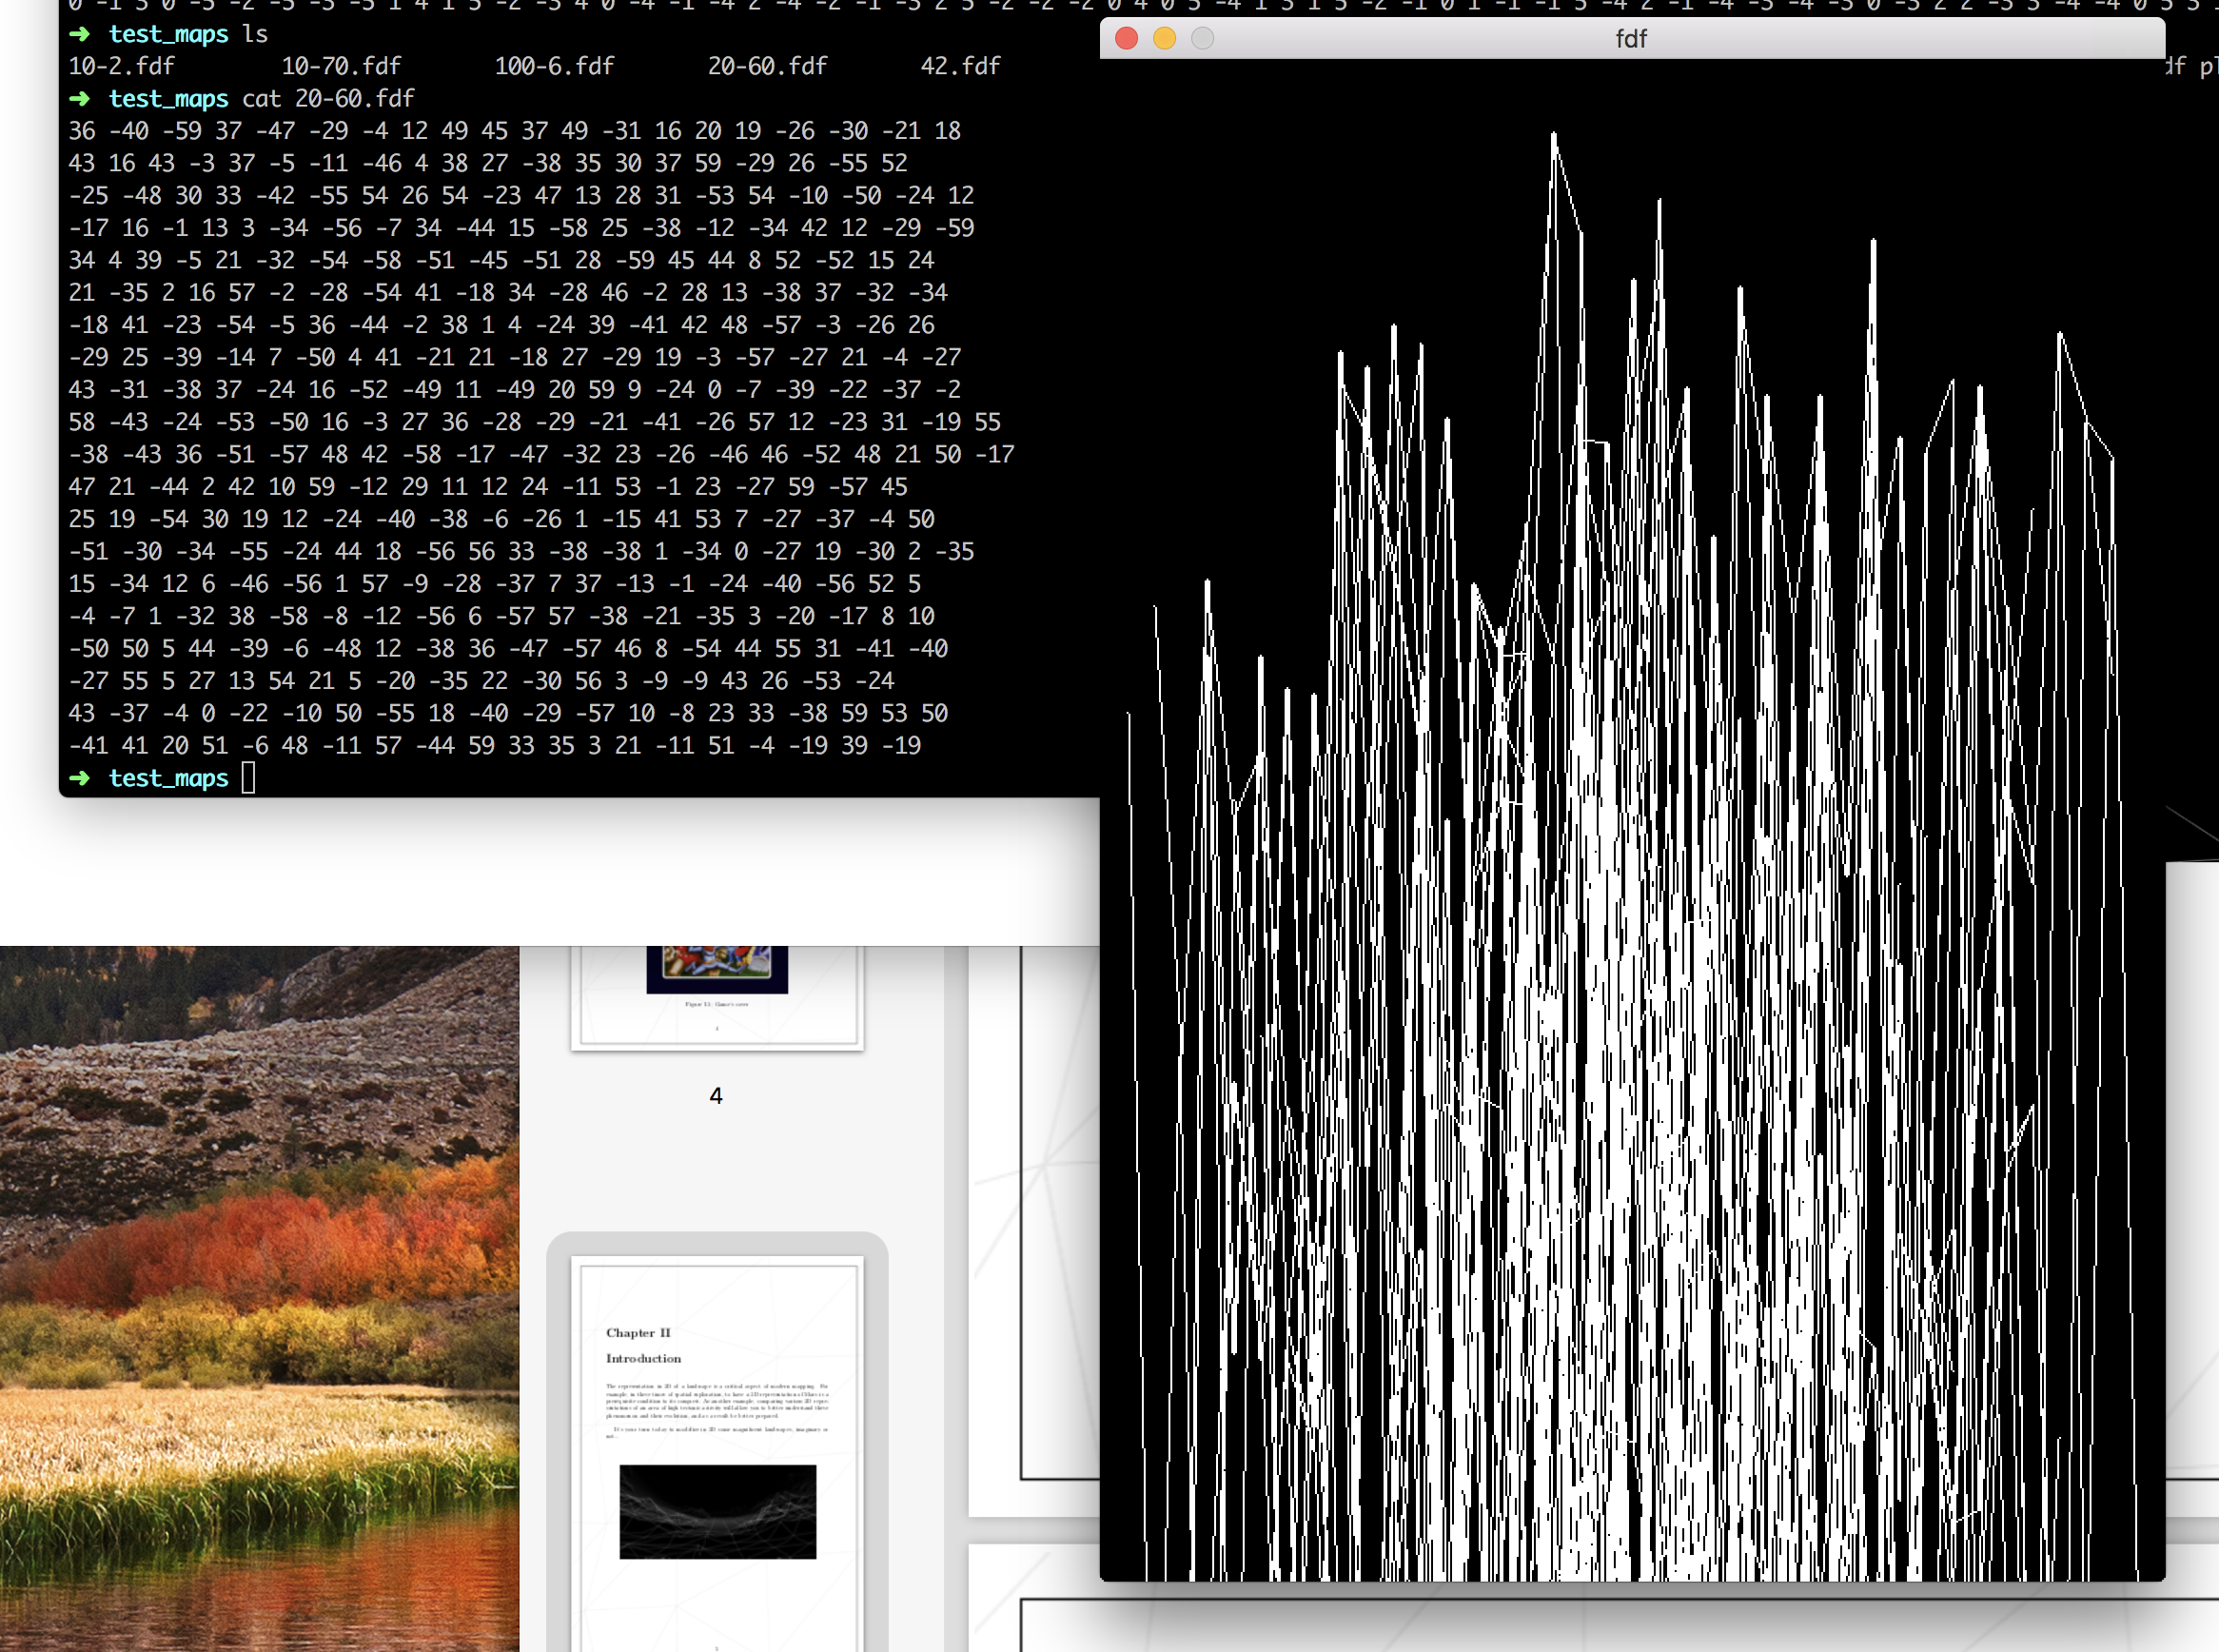 ➜ test_maps ls
10-2.fdf 10-70.fdf 100-6.fdf 20-60.fdf 42.fdf
➜ test_maps cat 20-60.fdf
36 -40 -59 37 -47 -29 -4 12 49 45 37 49 -31 16 20 19 -26 -30 -21 18
43 16 43 -3 37 -5 -11 -46 4 38 27 -38 35 30 37 59 -29 26 -55 52
-25 -48 30 33 -42 -55 54 26 54 -23 47 13 28 31 -53 54 -10 -50 -24 12
-17 16 -1 13 3 -34 -56 -7 34 -44 15 -58 25 -38 -12 -34 42 12 -29 -59
34 4 39 -5 21 -32 -54 -58 -51 -45 -51 28 -59 45 44 8 52 -52 15 24
21 -35 2 16 57 -2 -28 -54 41 -18 34 -28 46 -2 28 13 -38 37 -32 -34
-18 41 -23 -54 -5 36 -44 -2 38 1 4 -24 39 -41 42 48 -57 -3 -26 26
-29 25 -39 -14 7 -50 4 41 -21 21 -18 27 -29 19 -3 -57 -27 21 -4 -27
43 -31 -38 37 -24 16 -52 -49 11 -49 20 59 9 -24 0 -7 -39 -22 -37 -2
58 -43 -24 -53 -50 16 -3 27 36 -28 -29 -21 -41 -26 57 12 -23 31 -19 55
-38 -43 36 -51 -57 48 42 -58 -17 -47 -32 23 -26 -46 46 -52 48 21 50 -17
47 21 -44 2 42 10 59 -12 29 11 12 24 -11 53 -1 23 -27 59 -57 45
25 19 -54 30 19 12 -24 -40 -38 -6 -26 1 -15 41 53 7 -27 -37 -4 50
-51 -30 -34 -55 -24 44 18 -56 56 33 -38 -38 1 -34 0 -27 19 -30 2 -35
15 -34 12 6 -46 -56 1 57 -9 -28 -37 7 37 -13 -1 -24 -40 -56 52 5
-4 -7 1 -32 38 -58 -8 -12 -56 6 -57 57 -38 -21 -35 3 -20 -17 8 10
-50 50 5 44 -39 -6 -48 12 -38 36 -47 -57 46 8 -54 44 55 31 -41 -40
-27 55 5 27 13 54 21 5 -20 -35 22 -30 56 3 -9 -9 43 26 -53 -24
43 -37 -4 0 -22 -10 50 -55 18 -40 -29 -57 10 -8 23 33 -38 59 53 50
-41 41 20 51 -6 48 -11 57 -44 59 33 35 3 21 -11 51 -4 -19 39 -19
➜ test_maps
fdf
4
Chapter II
Introduction